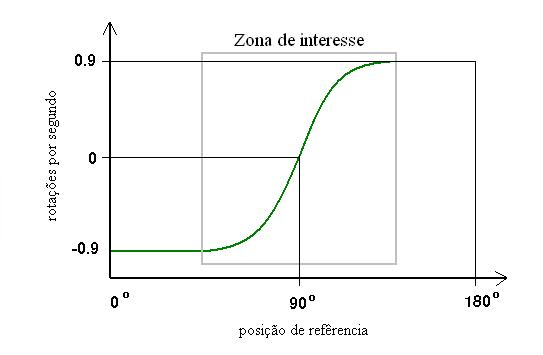 Zona de interesse
0.9
rotações por segundo
0
-0.9
0º
90º
180º
posição de refêrencia